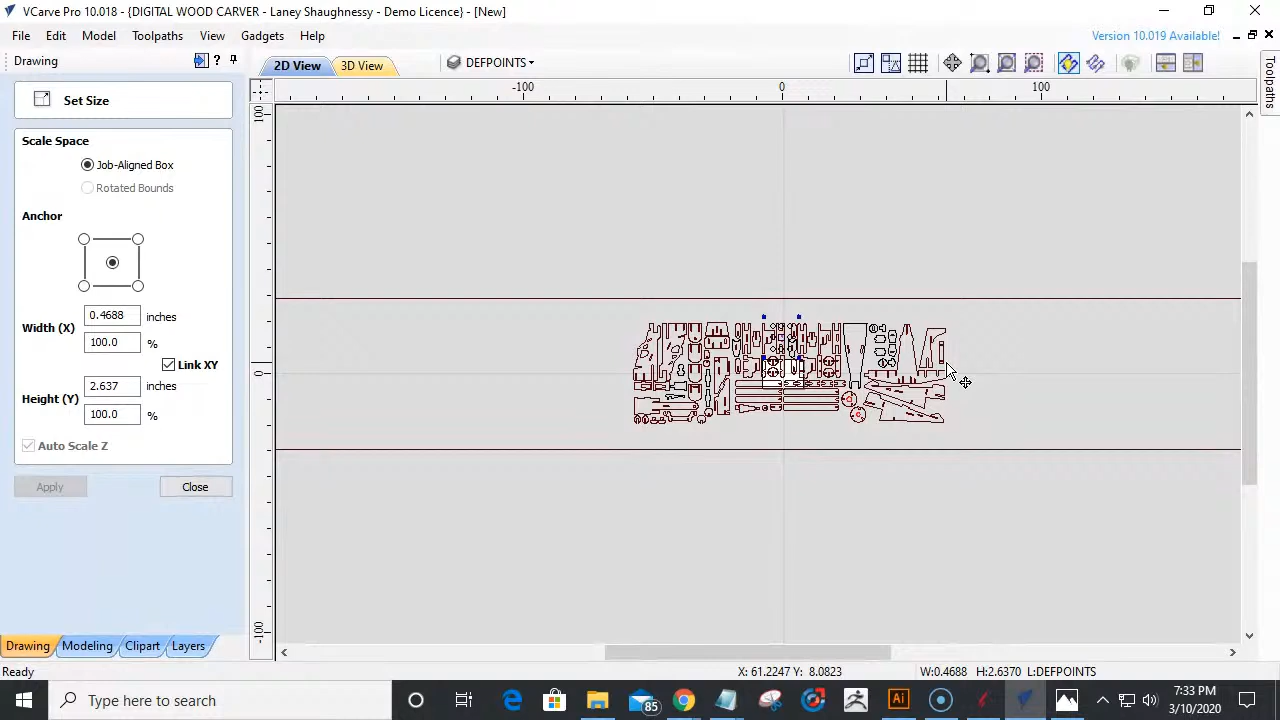 VCarve Pro 10.018 - {DIGITAL WOOD CARVER - Laney Shaughnessy - Demo Licence} - [New]
File Edit Model Toolpaths View Gadgets Help
Version 10.019 Available!
Drawing
2D View 3D View DEFPOINTS
Toolpaths
-100 0 100
100
0
-100
Set Size
Scale Space
Job-Aligned Box
Rotated Bounds
Anchor
Width (X) 0.4688 inches
100.0 %
Link XY
Height (Y) 2.637 inches
100.0 %
Auto Scale Z
Apply Close
Drawing Modeling Clipart Layers
Ready
X: 61.2247 Y: 8.0823
W:0.4688 H:2.6370 L:DEFPOINTS
Type here to search
85
Ai
7:33 PM
3/10/2020